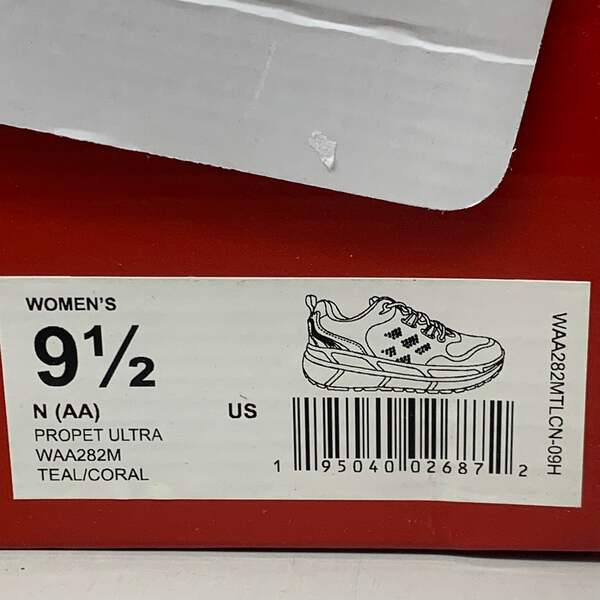 WOMEN'S
9½
N (AA)
US
PROPET ULTRA
WAA282M
TEAL/CORAL
1 95040 02687 2
WAA282MTLCN-09H